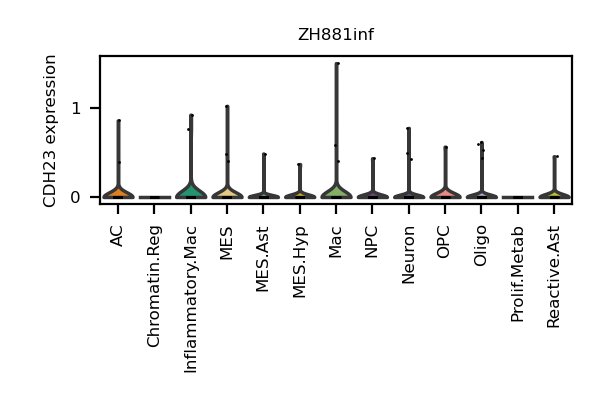 ZH881inf
CDH23 expression
1
0
AC
Chromatin.Reg
Inflammatory.Mac
MES
MES.Ast
MES.Hyp
Mac
NPC
Neuron
OPC
Oligo
Prolif.Metab
Reactive.Ast